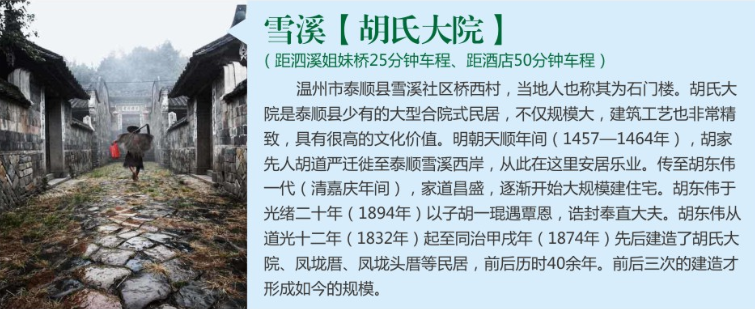 雪溪【胡氏大院】
（距泗溪姐妹桥25分钟车程、距酒店50分钟车程）
温州市泰顺县雪溪社区桥西村，当地人也称其为石门楼。胡氏大
院是泰顺县少有的大型合院式民居，不仅规模大，建筑工艺也非常精
致，具有很高的文化价值。明朝天顺年间（1457—1464年），胡家
先人胡道严迁徙至泰顺雪溪西岸，从此在这里安居乐业。传至胡东伟
一代（清嘉庆年间），家道昌盛，逐渐开始大规模建住宅。胡东伟于
光绪二十年（1894年）以子胡一琨遇覃恩，诰封奉直大夫。胡东伟从
道光十二年（1832年）起至同治甲戌年（1874年）先后建造了胡氏大
院、凤垅厝、凤垅头厝等民居，前后历时40余年。前后三次的建造才
形成如今的规模。